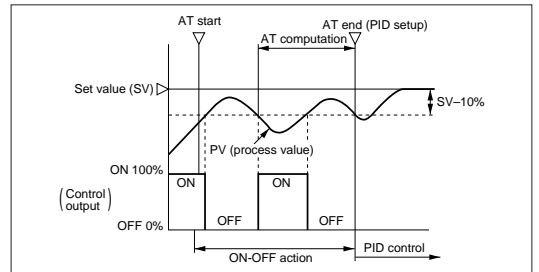 AT start
AT end (PID setup)
AT computation
Set value (SV)
SV–10%
PV (process value)
ON 100%
ON
ON
(Control output)
OFF
OFF
OFF 0%
ON-OFF action
PID control